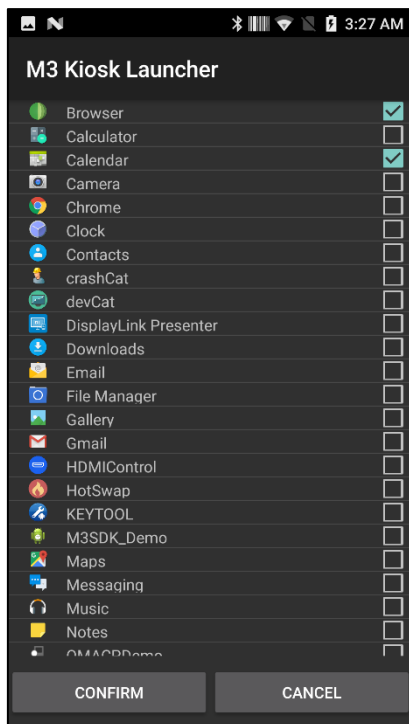 3:27 AM
M3 Kiosk Launcher
Browser
Calculator
Calendar
Camera
Chrome
Clock
Contacts
crashCat
devCat
DisplayLink Presenter
Downloads
Email
File Manager
Gallery
Gmail
HDMIControl
HotSwap
KEYTOOL
M3SDK_Demo
Maps
Messaging
Music
Notes
CONFIRM CANCEL